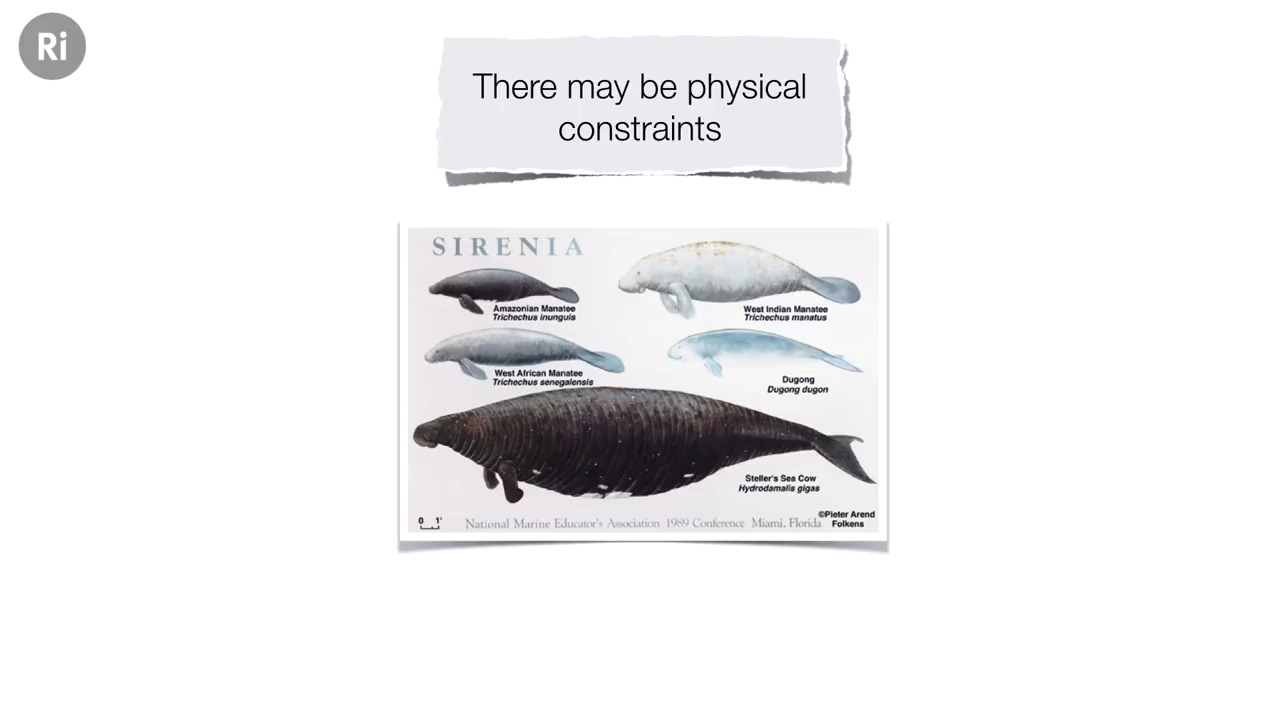 Ri
There may be physical
constraints
SIRENIA
Amazonian Manatee
Trichechus inunguis
West Indian Manatee
Trichechus manatus
West African Manatee
Trichechus senegalensis
Dugong
Dugong dugon
Steller's Sea Cow
Hydrodamalis gigas
0 1'
National Marine Educator's Association 1989 Conference Miami, Florida
©Pieter Arend
Folkens